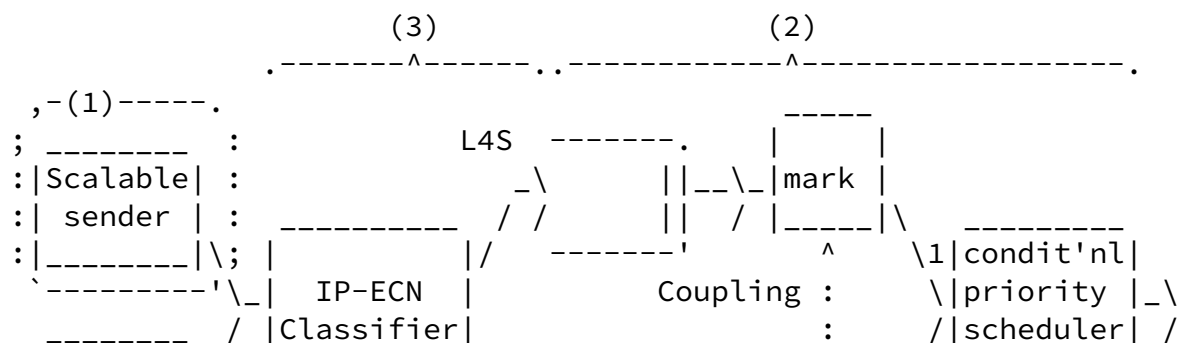 (3)                      (2)
                     .-------^------..------------^------------------.
   ,-(1)-----.                                  _____
  ; ________  :            L4S  -------.       |     |
  :|Scalable| :               _\       ||__\_|mark |
  :| sender | :  __________  / /       ||  / |_____|\   _________
  :|________|\; |          |/   -------'       ^      \1|condit'nl|
   `---------'\_|  IP-ECN  |          Coupling :       \|priority |_\
    ________  / |Classifier|                   :       /|scheduler| /